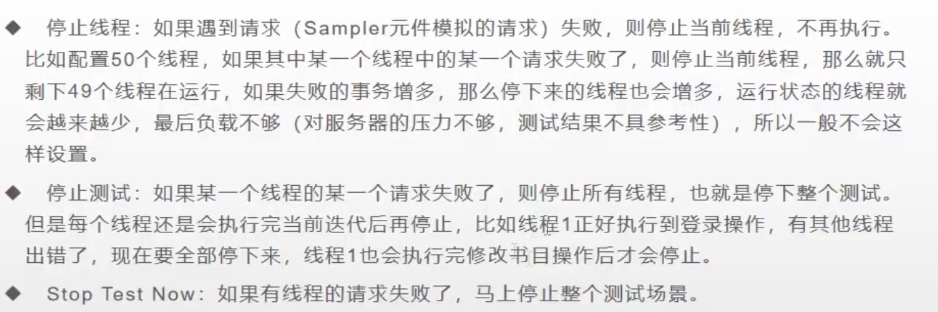 ◆ 停止线程：如果遇到请求（Sampler元件模拟的请求）失败，则停止当前线程，不再执行。
比如配置50个线程，如果其中某一个线程中的某一个请求失败了，则停止当前线程，那么就只
剩下49个线程在运行，如果失败的事务增多，那么停下来的线程也会增多，运行状态的线程就
会越来越少，最后负载不够（对服务器的压力不够，测试结果不具参考性），所以一般不会这
样设置。
◆ 停止测试：如果某一个线程的某一个请求失败了，则停止所有线程，也就是停下整个测试。
但是每个线程还是会执行完当前迭代后再停止，比如线程1正好执行到登录操作，有其他线程
出错了，现在要全部停下来，线程1也会执行完修改书目操作后才会停止。
◆ Stop Test Now：如果有线程的请求失败了，马上停止整个测试场景。